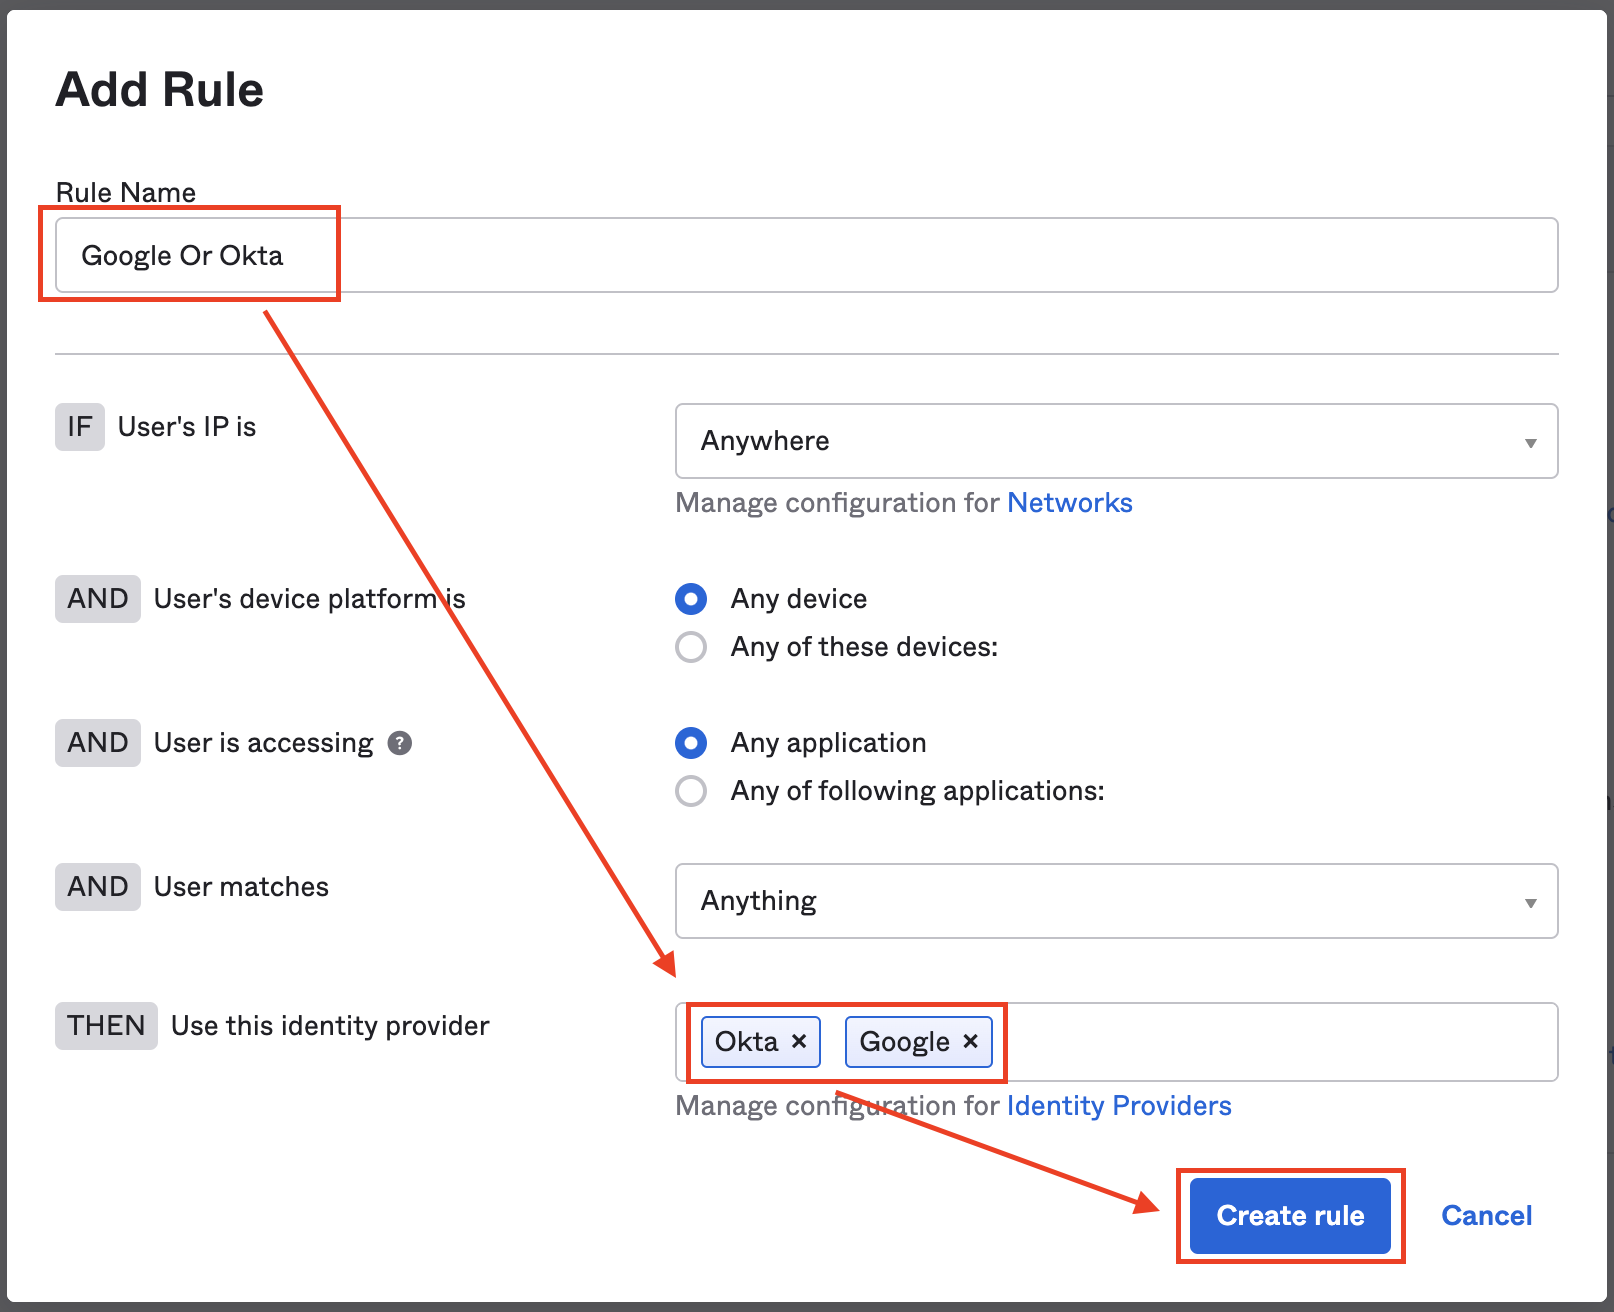 Add Rule
Rule Name
Google Or Okta
IF User's IP is
Anywhere
Manage configuration for Networks
AND User's device platform is
Any device
Any of these devices:
AND User is accessing ?
Any application
Any of following applications:
AND User matches
Anything
THEN Use this identity provider
Okta × Google ×
Manage configuration for Identity Providers
Create rule Cancel